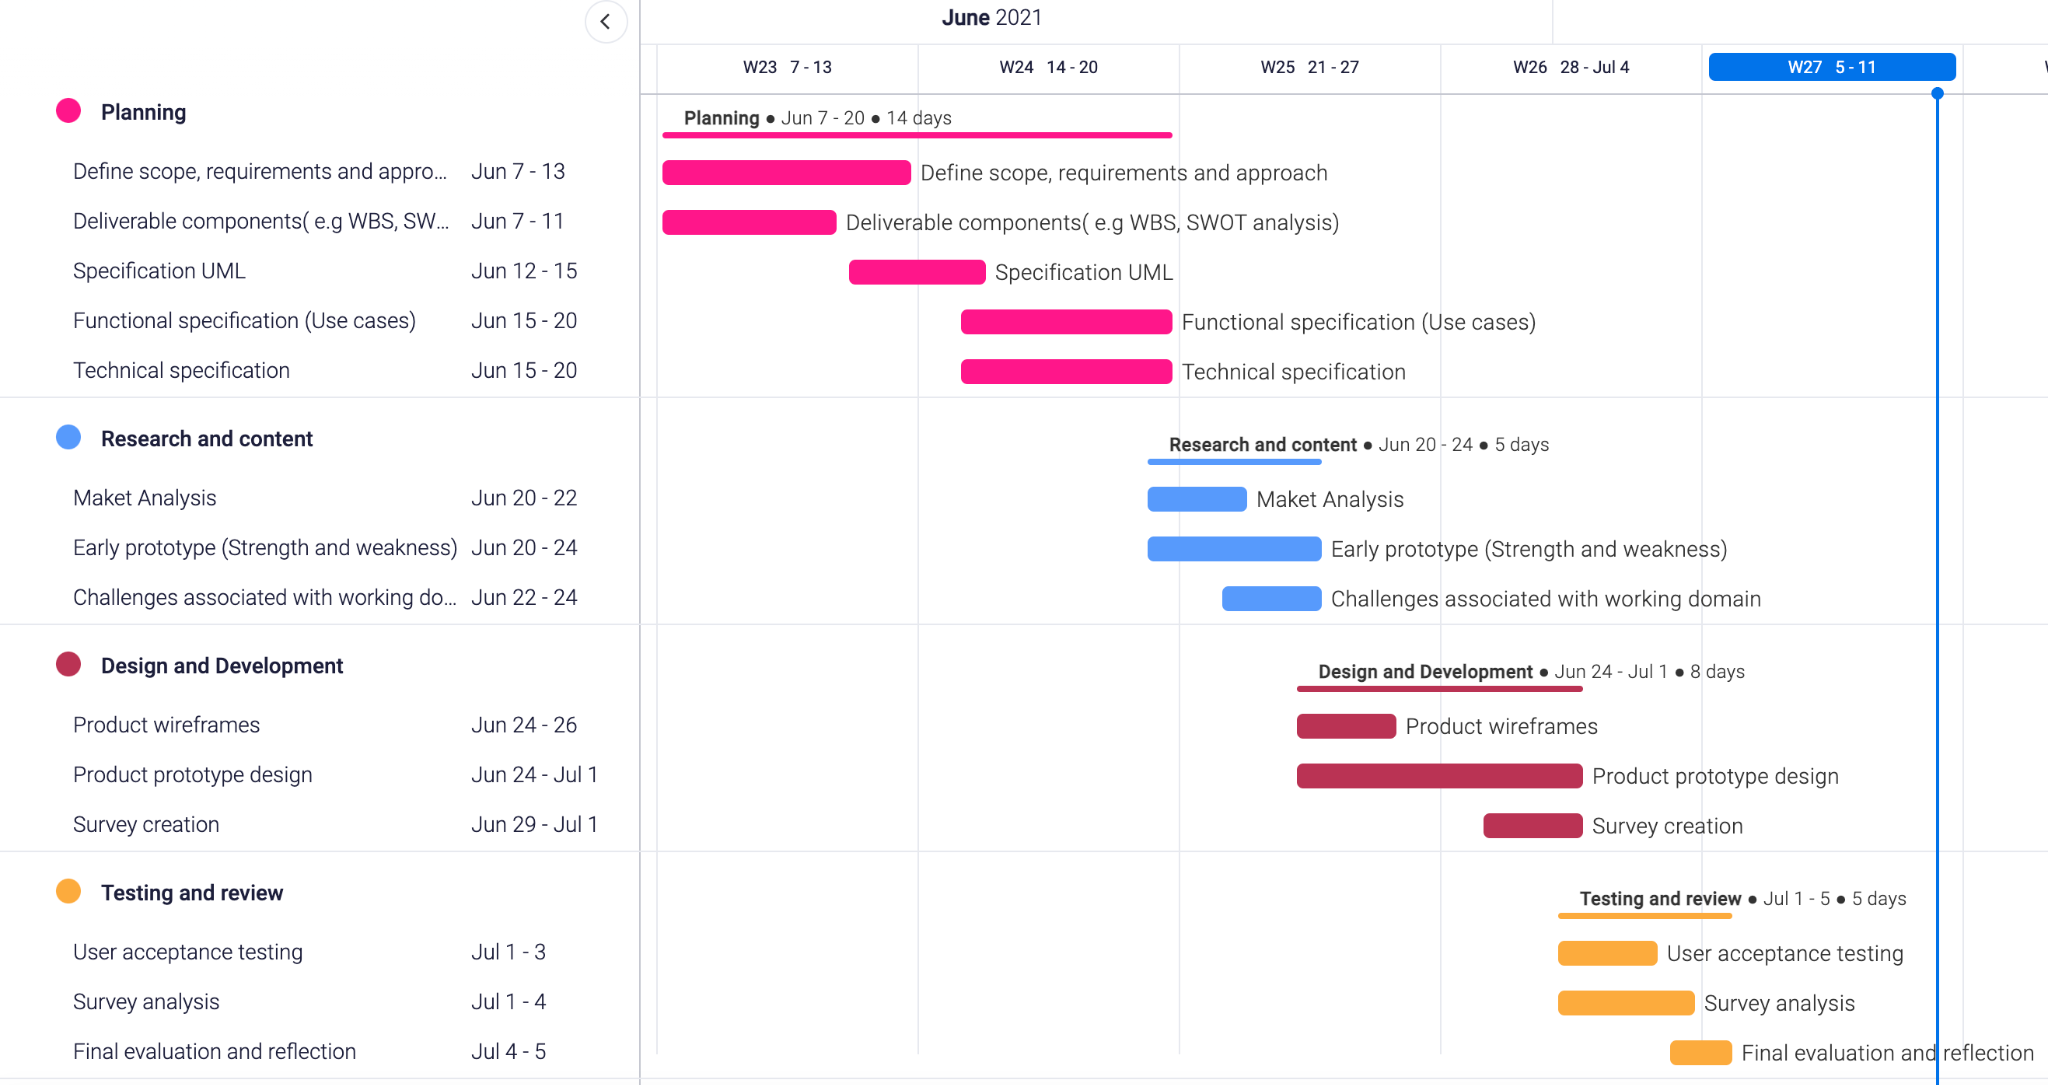 June 2021
W23 7 - 13
W24 14 - 20
W25 21 - 27
W26 28 - Jul 4
W27 5 - 11
Planning
Planning ● Jun 7 - 20 ● 14 days
Define scope, requirements and appro... Jun 7 - 13
Define scope, requirements and approach
Deliverable components( e.g WBS, SW... Jun 7 - 11
Deliverable components( e.g WBS, SWOT analysis)
Specification UML Jun 12 - 15
Specification UML
Functional specification (Use cases) Jun 15 - 20
Functional specification (Use cases)
Technical specification Jun 15 - 20
Technical specification
Research and content
Research and content ● Jun 20 - 24 ● 5 days
Maket Analysis Jun 20 - 22
Maket Analysis
Early prototype (Strength and weakness) Jun 20 - 24
Early prototype (Strength and weakness)
Challenges associated with working do... Jun 22 - 24
Challenges associated with working domain
Design and Development
Design and Development ● Jun 24 - Jul 1 ● 8 days
Product wireframes Jun 24 - 26
Product wireframes
Product prototype design Jun 24 - Jul 1
Product prototype design
Survey creation Jun 29 - Jul 1
Survey creation
Testing and review
Testing and review ● Jul 1 - 5 ● 5 days
User acceptance testing Jul 1 - 3
User acceptance testing
Survey analysis Jul 1 - 4
Survey analysis
Final evaluation and reflection Jul 4 - 5
Final evaluation and reflection